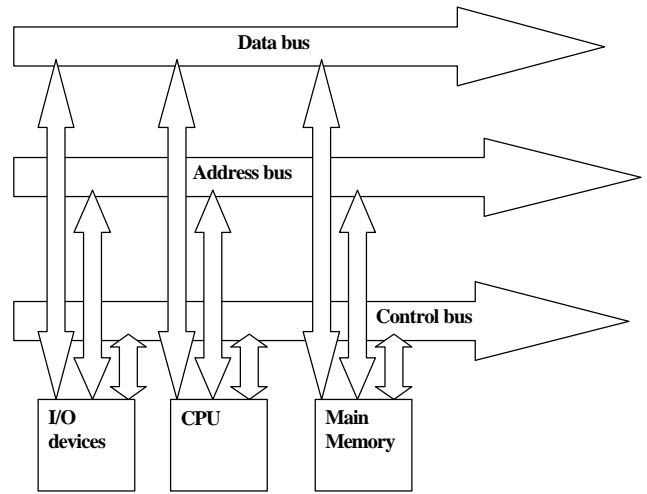 Data bus
Address bus
Control bus
I/O
devices
CPU
Main
Memory